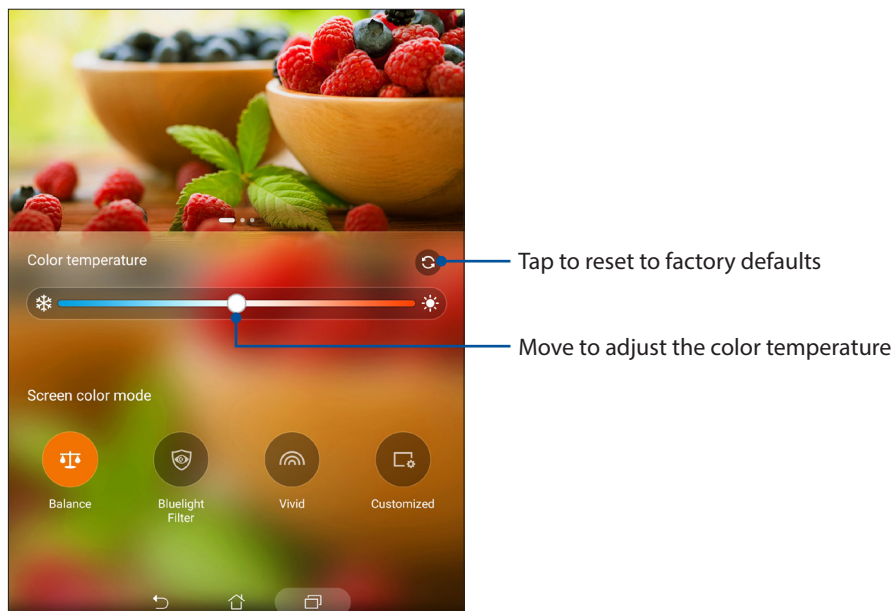 Color temperature
Tap to reset to factory defaults
Move to adjust the color temperature
Screen color mode
Balance
Bluelight
Filter
Vivid
Customized